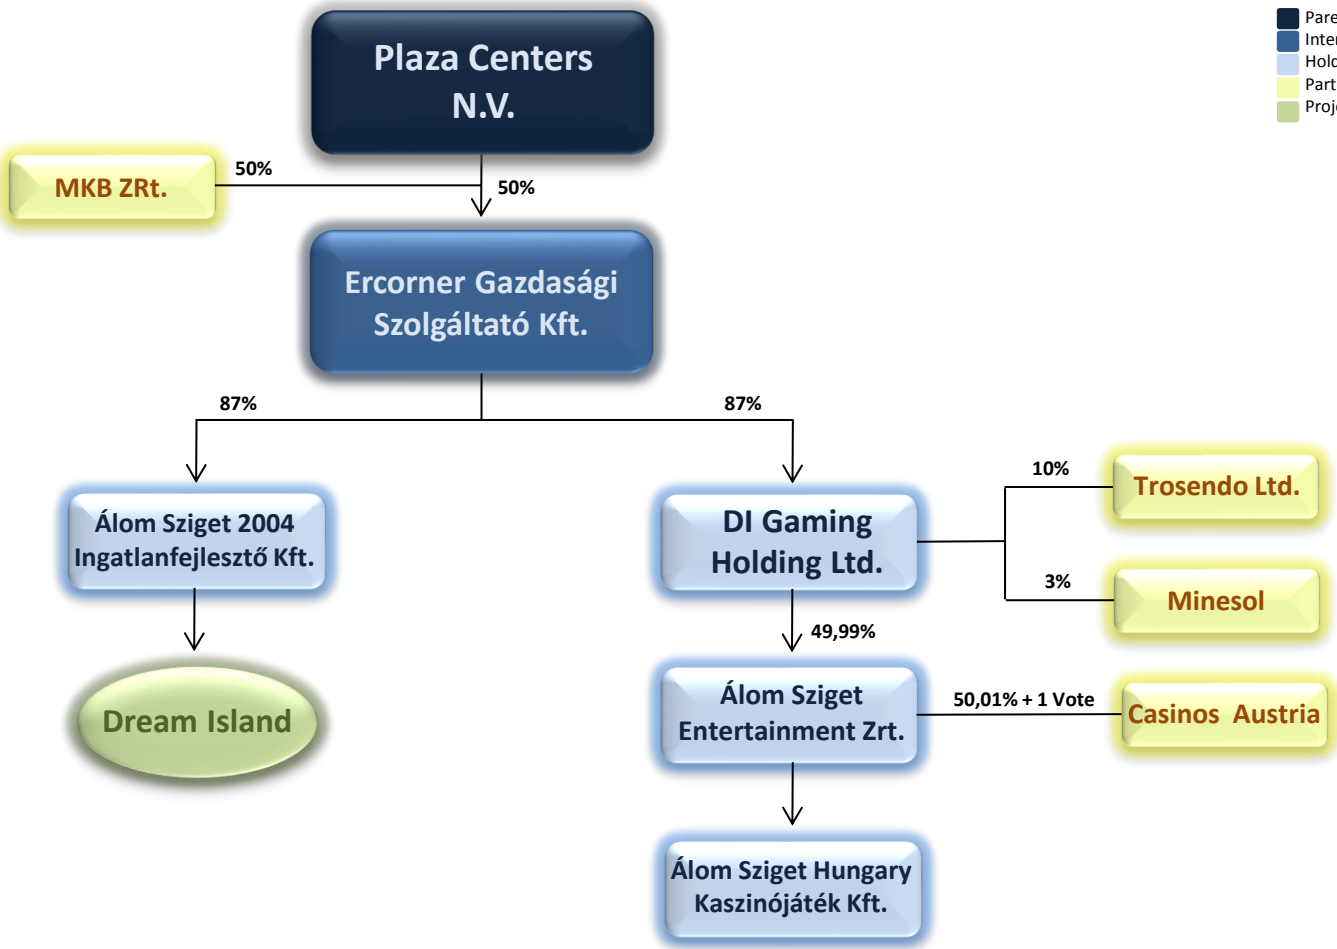 Plaza Centers
N.V.
MKB ZRt.
50%
50%
Ercorner Gazdasági
Szolgáltató Kft.
87%
87%
Álom Sziget 2004
Ingatlanfejlesztő Kft.
DI Gaming
Holding Ltd.
10%
Trosendo Ltd.
3%
Minesol
49,99%
Dream Island
Álom Sziget
Entertainment Zrt.
50,01% + 1 Vote
Casinos Austria
Álom Sziget Hungary
Kaszinójáték Kft.